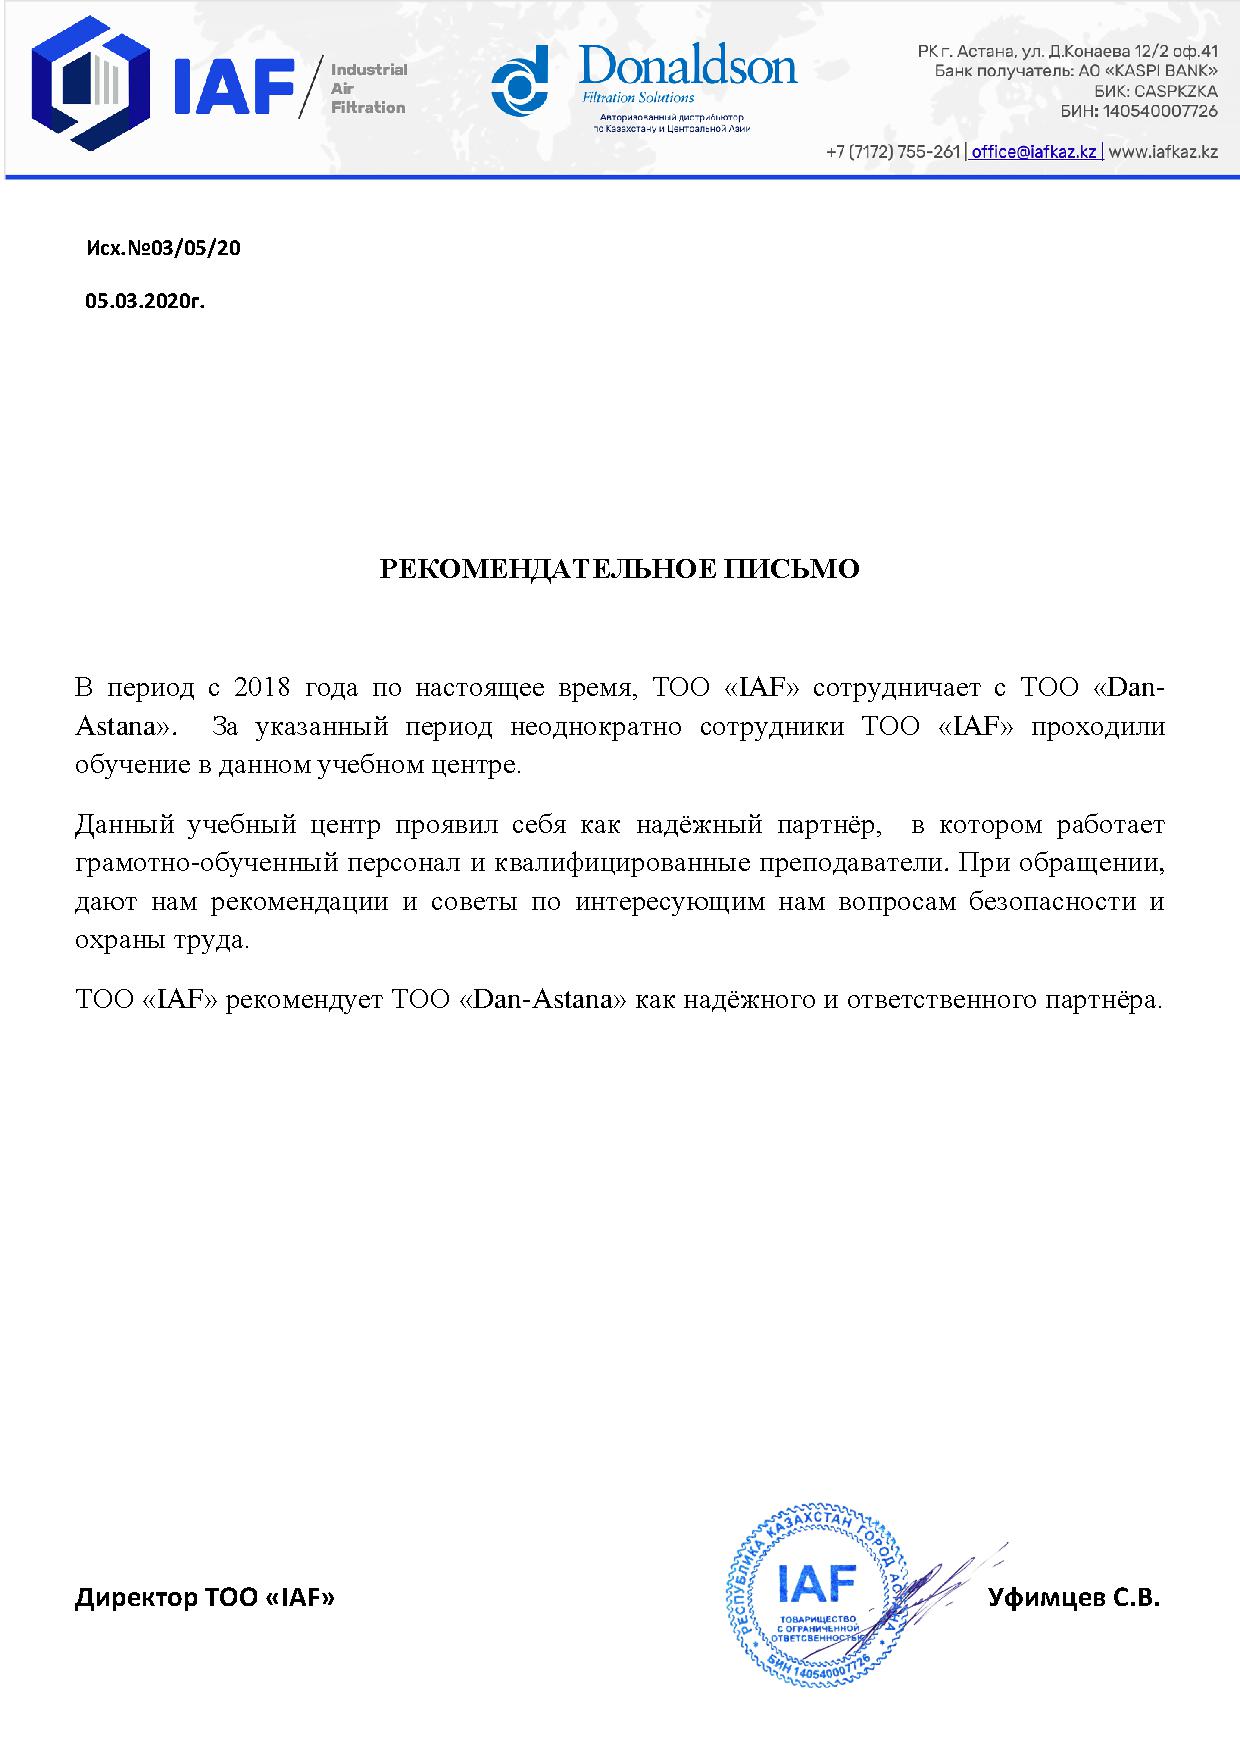 IAF
Industrial
Air
Filtration
Donaldson
Filtration Solutions
Авторизованный дистрибьютор
по Казахстану и Центральной Азии
РК г. Астана, ул. Д.Конаева 12/2 оф.41
Банк получатель: АО «KASPI BANK»
БИК: CASPKZKA
БИН: 140540007726
+7 (7172) 755-261 | office@iafkaz.kz | www.iafkaz.kz
Исх.№03/05/20
05.03.2020г.
РЕКОМЕНДАТЕЛЬНОЕ ПИСЬМО
В период с 2018 года по настоящее время, ТОО «IAF» сотрудничает с ТОО «Dan-
Astana». За указанный период неоднократно сотрудники ТОО «IAF» проходили
обучение в данном учебном центре.
Данный учебный центр проявил себя как надёжный партнёр, в котором работает
грамотно-обученный персонал и квалифицированные преподаватели. При обращении,
дают нам рекомендации и советы по интересующим нам вопросам безопасности и
охраны труда.
ТОО «IAF» рекомендует ТОО «Dan-Astana» как надёжного и ответственного партнёра.
Директор ТОО «IAF»
РЕСПУБЛИКА КАЗАХСТАН ГОРОД АСТАНА
IAF
ТОВАРИЩЕСТВО
С ОГРАНИЧЕННОЙ
ОТВЕТСВЕННОСТЬЮ
* БИН 140540007726 *
Уфимцев С.В.